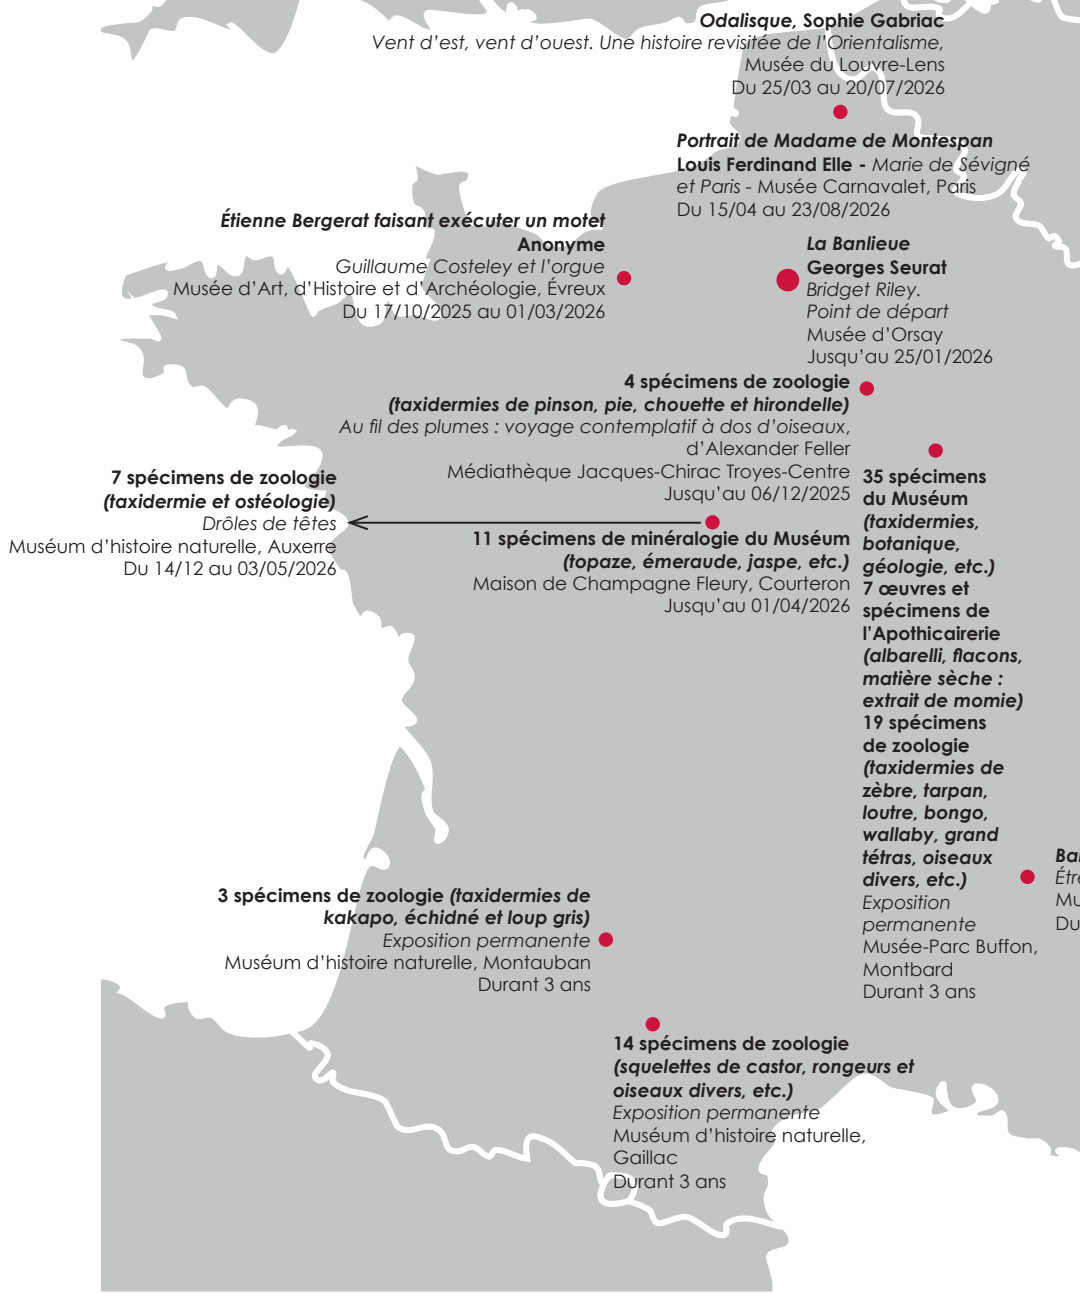 Odalisque, Sophie Gabriac
Vent d’est, vent d’ouest. Une histoire revisitée de l’Orientalisme,
Musée du Louvre-Lens
Du 25/03 au 20/07/2026
Portrait de Madame de Montespan
Louis Ferdinand Elle - Marie de Sévigné
et Paris - Musée Carnavalet, Paris
Du 15/04 au 23/08/2026
Étienne Bergerat faisant exécuter un motet
Anonyme
Guillaume Costeley et l’orgue
Musée d’Art, d’Histoire et d’Archéologie, Évreux
Du 17/10/2025 au 01/03/2026
La Banlieue
Georges Seurat
Bridget Riley.
Point de départ
Musée d’Orsay
Jusqu’au 25/01/2026
4 spécimens de zoologie
(taxidermies de pinson, pie, chouette et hirondelle)
Au fil des plumes : voyage contemplatif à dos d’oiseaux,
d’Alexander Feller
Médiathèque Jacques-Chirac Troyes-Centre
Jusqu’au 06/12/2025
7 spécimens de zoologie
(taxidermie et ostéologie)
Drôles de têtes
Muséum d’histoire naturelle, Auxerre
Du 14/12 au 03/05/2026
11 spécimens de minéralogie du Muséum
(topaze, émeraude, jaspe, etc.)
Maison de Champagne Fleury, Courteron
Jusqu’au 01/04/2026
35 spécimens
du Muséum
(taxidermies,
botanique,
géologie, etc.)
7 œuvres et
spécimens de
l’Apothicairerie
(albarelli, flacons,
matière sèche :
extrait de momie)
19 spécimens
de zoologie
(taxidermies de
zèbre, tarpan,
loutre, bongo,
wallaby, grand
tétras, oiseaux
divers, etc.)
Exposition
permanente
Musée-Parc Buffon,
Montbard
Durant 3 ans
3 spécimens de zoologie (taxidermies de
kakapo, échidné et loup gris)
Exposition permanente
Muséum d’histoire naturelle, Montauban
Durant 3 ans
14 spécimens de zoologie
(squelettes de castor, rongeurs et
oiseaux divers, etc.)
Exposition permanente
Muséum d’histoire naturelle,
Gaillac
Durant 3 ans
Du